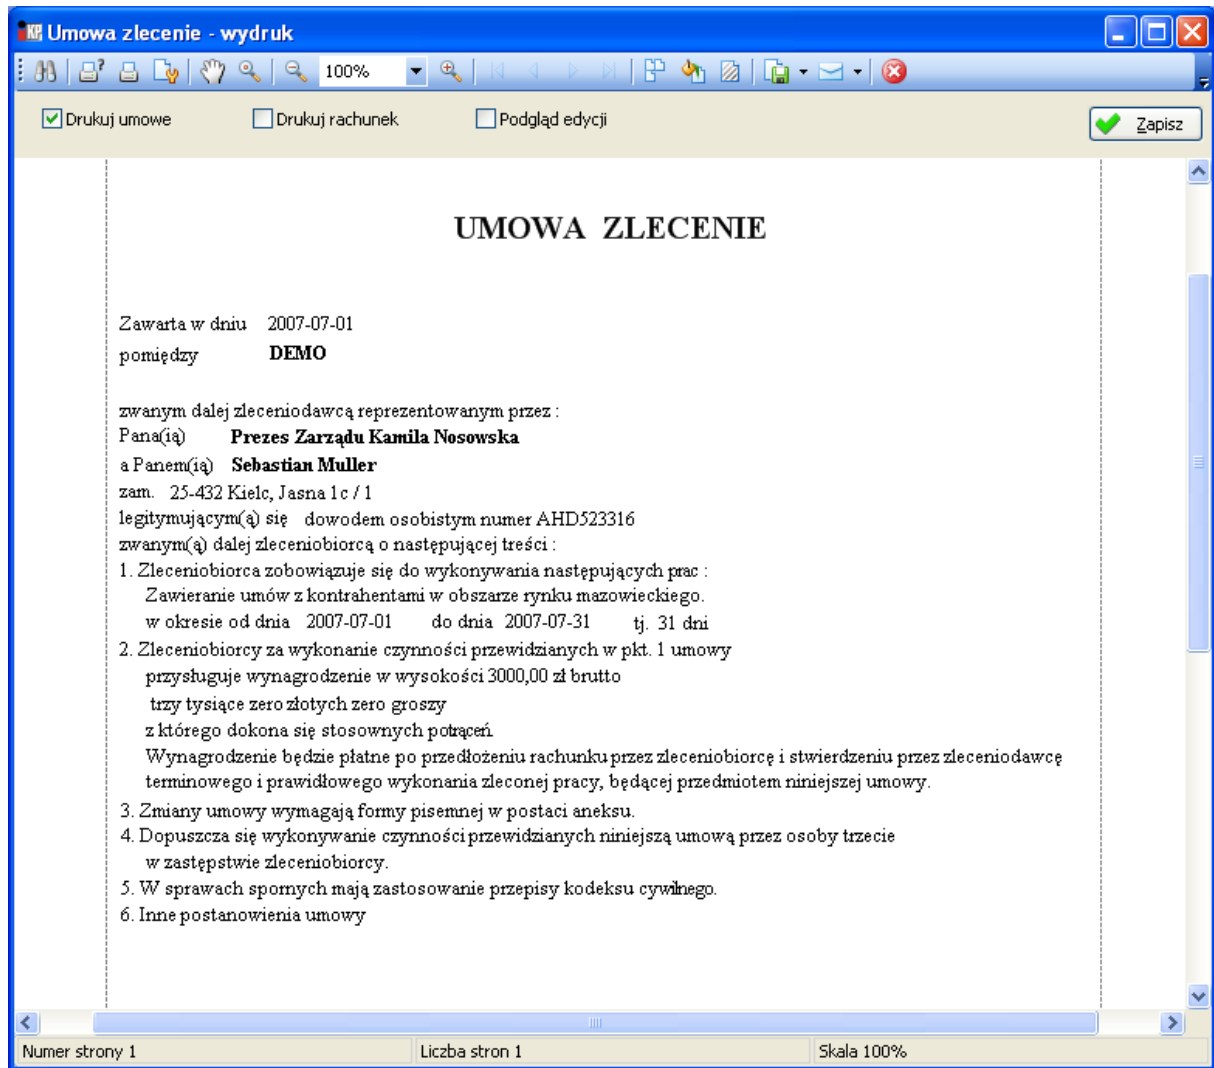 KP Umowa zlecenie - wydruk
100%
Drukuj umowe Drukuj rachunek Podgląd edycji Zapisz
UMOWA ZLECENIE
Zawarta w dniu 2007-07-01
pomiędzy DEMO
zwanym dalej zleceniodawcą reprezentowanym przez :
Pana(ią) Prezes Zarządu Kamila Nosowska
a Panem(ią) Sebastian Muller
zam. 25-432 Kielc, Jasna 1c / 1
legitymującym(ą) się dowodem osobistym numer AHD523316
zwanym(ą) dalej zleceniobiorcą o następującej treści :
1. Zleceniobiorca zobowiązuje się do wykonywania następujących prac :
Zawieranie umów z kontrahentami w obszarze rynku mazowieckiego.
w okresie od dnia 2007-07-01 do dnia 2007-07-31 tj. 31 dni
2. Zleceniobiorcy za wykonanie czynności przewidzianych w pkt. 1 umowy
przysługuje wynagrodzenie w wysokości 3000,00 zł brutto
trzy tysiące zero złotych zero groszy
z którego dokona się stosownych potrąceń.
Wynagrodzenie będzie płatne po przedłożeniu rachunku przez zleceniobiorcę i stwierdzeniu przez zleceniodawcę
terminowego i prawidłowego wykonania zleconej pracy, będącej przedmiotem niniejszej umowy.
3. Zmiany umowy wymagają formy pisemnej w postaci aneksu.
4. Dopuszcza się wykonywanie czynności przewidzianych niniejszą umową przez osoby trzecie
w zastępstwie zleceniobiorcy.
5. W sprawach spornych mają zastosowanie przepisy kodeksu cywilnego.
6. Inne postanowienia umowy
Numer strony 1 Liczba stron 1 Skala 100%